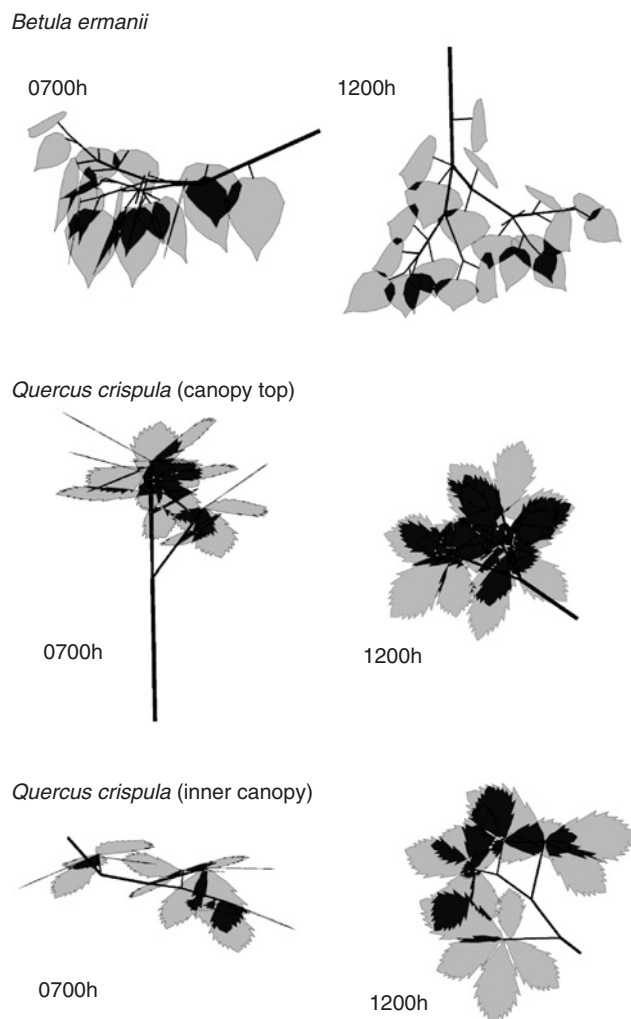 Betula ermanii
0700h
1200h
Quercus crispula (canopy top)
0700h
1200h
Quercus crispula (inner canopy)
0700h
1200h